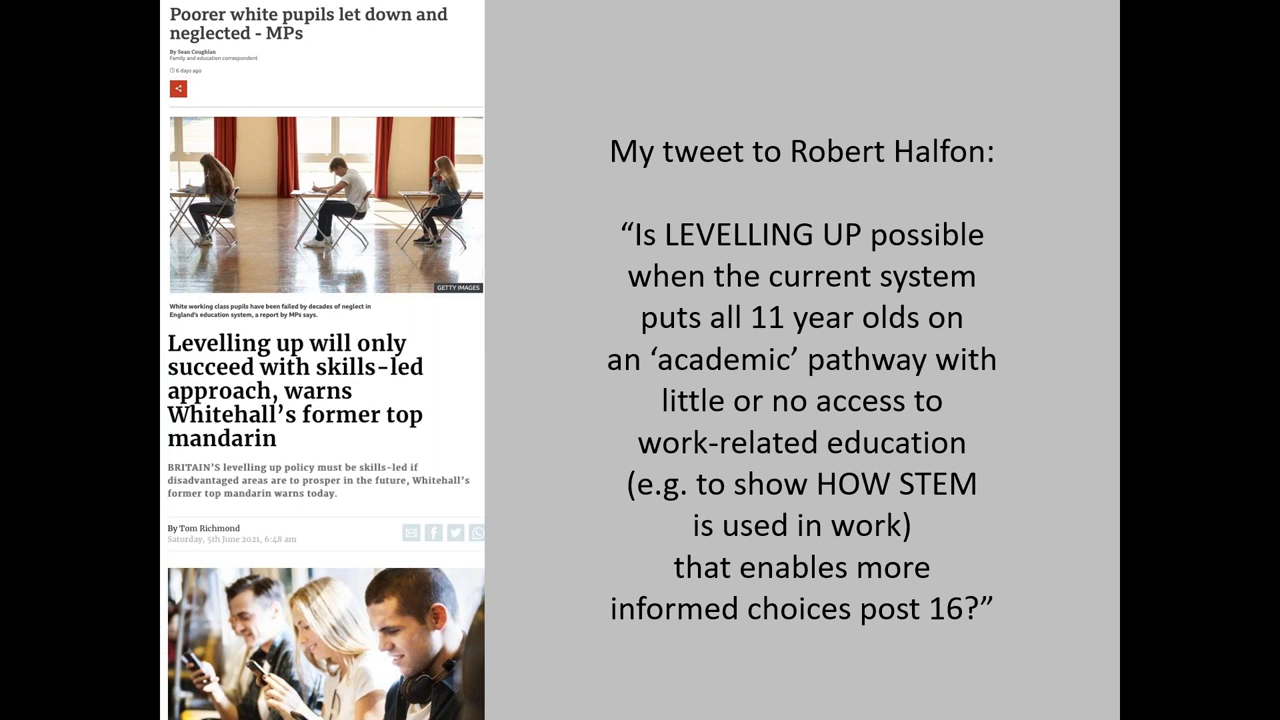 Poorer white pupils let down and
neglected - MPs
By Sean Coughlan
Family and education correspondent
6 days ago
GETTY IMAGES
White working class pupils have been failed by decades of neglect in
England's education system, a report by MPs says.
Levelling up will only
succeed with skills-led
approach, warns
Whitehall’s former top
mandarin
BRITAIN’S levelling up policy must be skills-led if
disadvantaged areas are to prosper in the future, Whitehall’s
former top mandarin warns today.
By Tom Richmond
Saturday, 5th June 2021, 6:48 am
My tweet to Robert Halfon:
“Is LEVELLING UP possible
when the current system
puts all 11 year olds on
an ‘academic’ pathway with
little or no access to
work-related education
(e.g. to show HOW STEM
is used in work)
that enables more
informed choices post 16?”